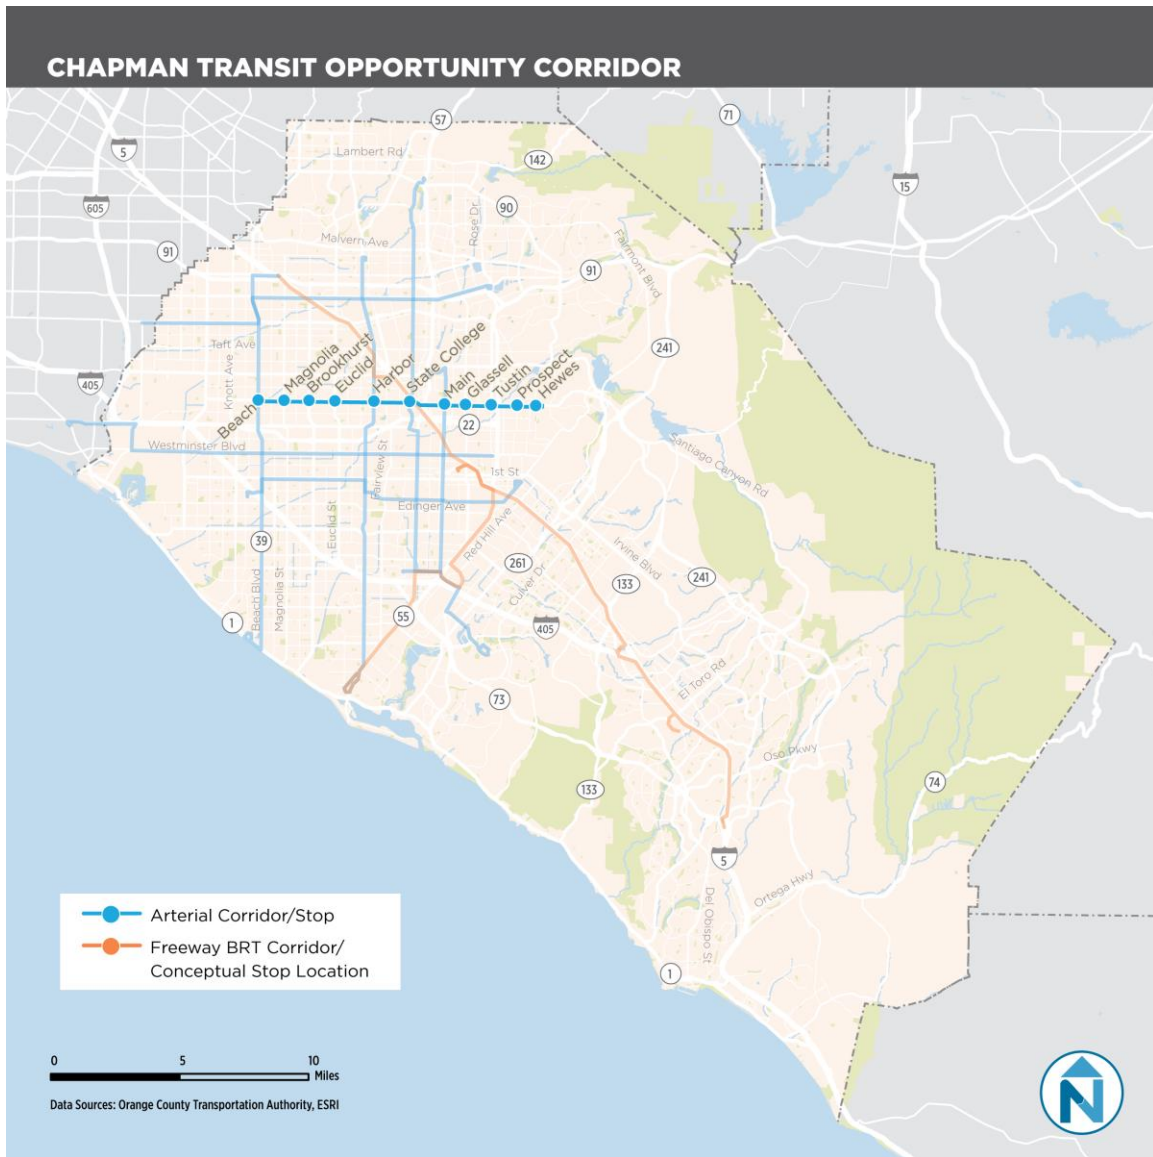 CHAPMAN TRANSIT OPPORTUNITY CORRIDOR
57
71
5
Lambert Rd
142
15
605
90
Rose Dr
Malvern Ave
91
Fairmont Blvd
91
Taft Ave
241
Knott Ave
405
Beach
Magnolia
Brookhurst
Euclid
Harbor
State College
Main
Glassell
Tustin
Prospect
Hewes
22
Westminster Blvd
Fairview St
1st St
Santiago Canyon Rd
Edinger Ave
Euclid St
Red Hill Ave
39
Irvine Blvd
261
Culver Dr
133
241
Beach Blvd
Magnolia St
1
55
405
El Toro Rd
73
Oso Pkwy
133
74
5
Ortega Hwy
Del Obispo St
1
Arterial Corridor/Stop
Freeway BRT Corridor/
Conceptual Stop Location
0 5 10
Miles
Data Sources: Orange County Transportation Authority, ESRI
N